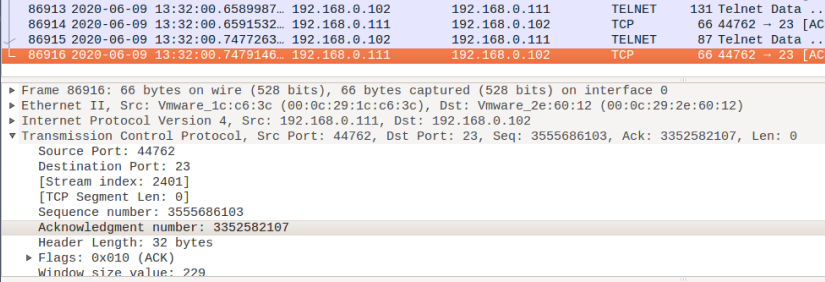 86913 2020-06-09 13:32:00.6589987… 192.168.0.102 192.168.0.111 TELNET 131 Telnet Data ..
86914 2020-06-09 13:32:00.6591532… 192.168.0.111 192.168.0.102 TCP 66 44762 → 23 [AC
86915 2020-06-09 13:32:00.7477263… 192.168.0.102 192.168.0.111 TELNET 87 Telnet Data ..
86916 2020-06-09 13:32:00.7479146… 192.168.0.111 192.168.0.102 TCP 66 44762 → 23 [AC
Frame 86916: 66 bytes on wire (528 bits), 66 bytes captured (528 bits) on interface 0
Ethernet II, Src: Vmware_1c:c6:3c (00:0c:29:1c:c6:3c), Dst: Vmware_2e:60:12 (00:0c:29:2e:60:12)
Internet Protocol Version 4, Src: 192.168.0.111, Dst: 192.168.0.102
Transmission Control Protocol, Src Port: 44762, Dst Port: 23, Seq: 3555686103, Ack: 3352582107, Len: 0
Source Port: 44762
Destination Port: 23
[Stream index: 2401]
[TCP Segment Len: 0]
Sequence number: 3555686103
Acknowledgment number: 3352582107
Header Length: 32 bytes
Flags: 0x010 (ACK)
Window size value: 229